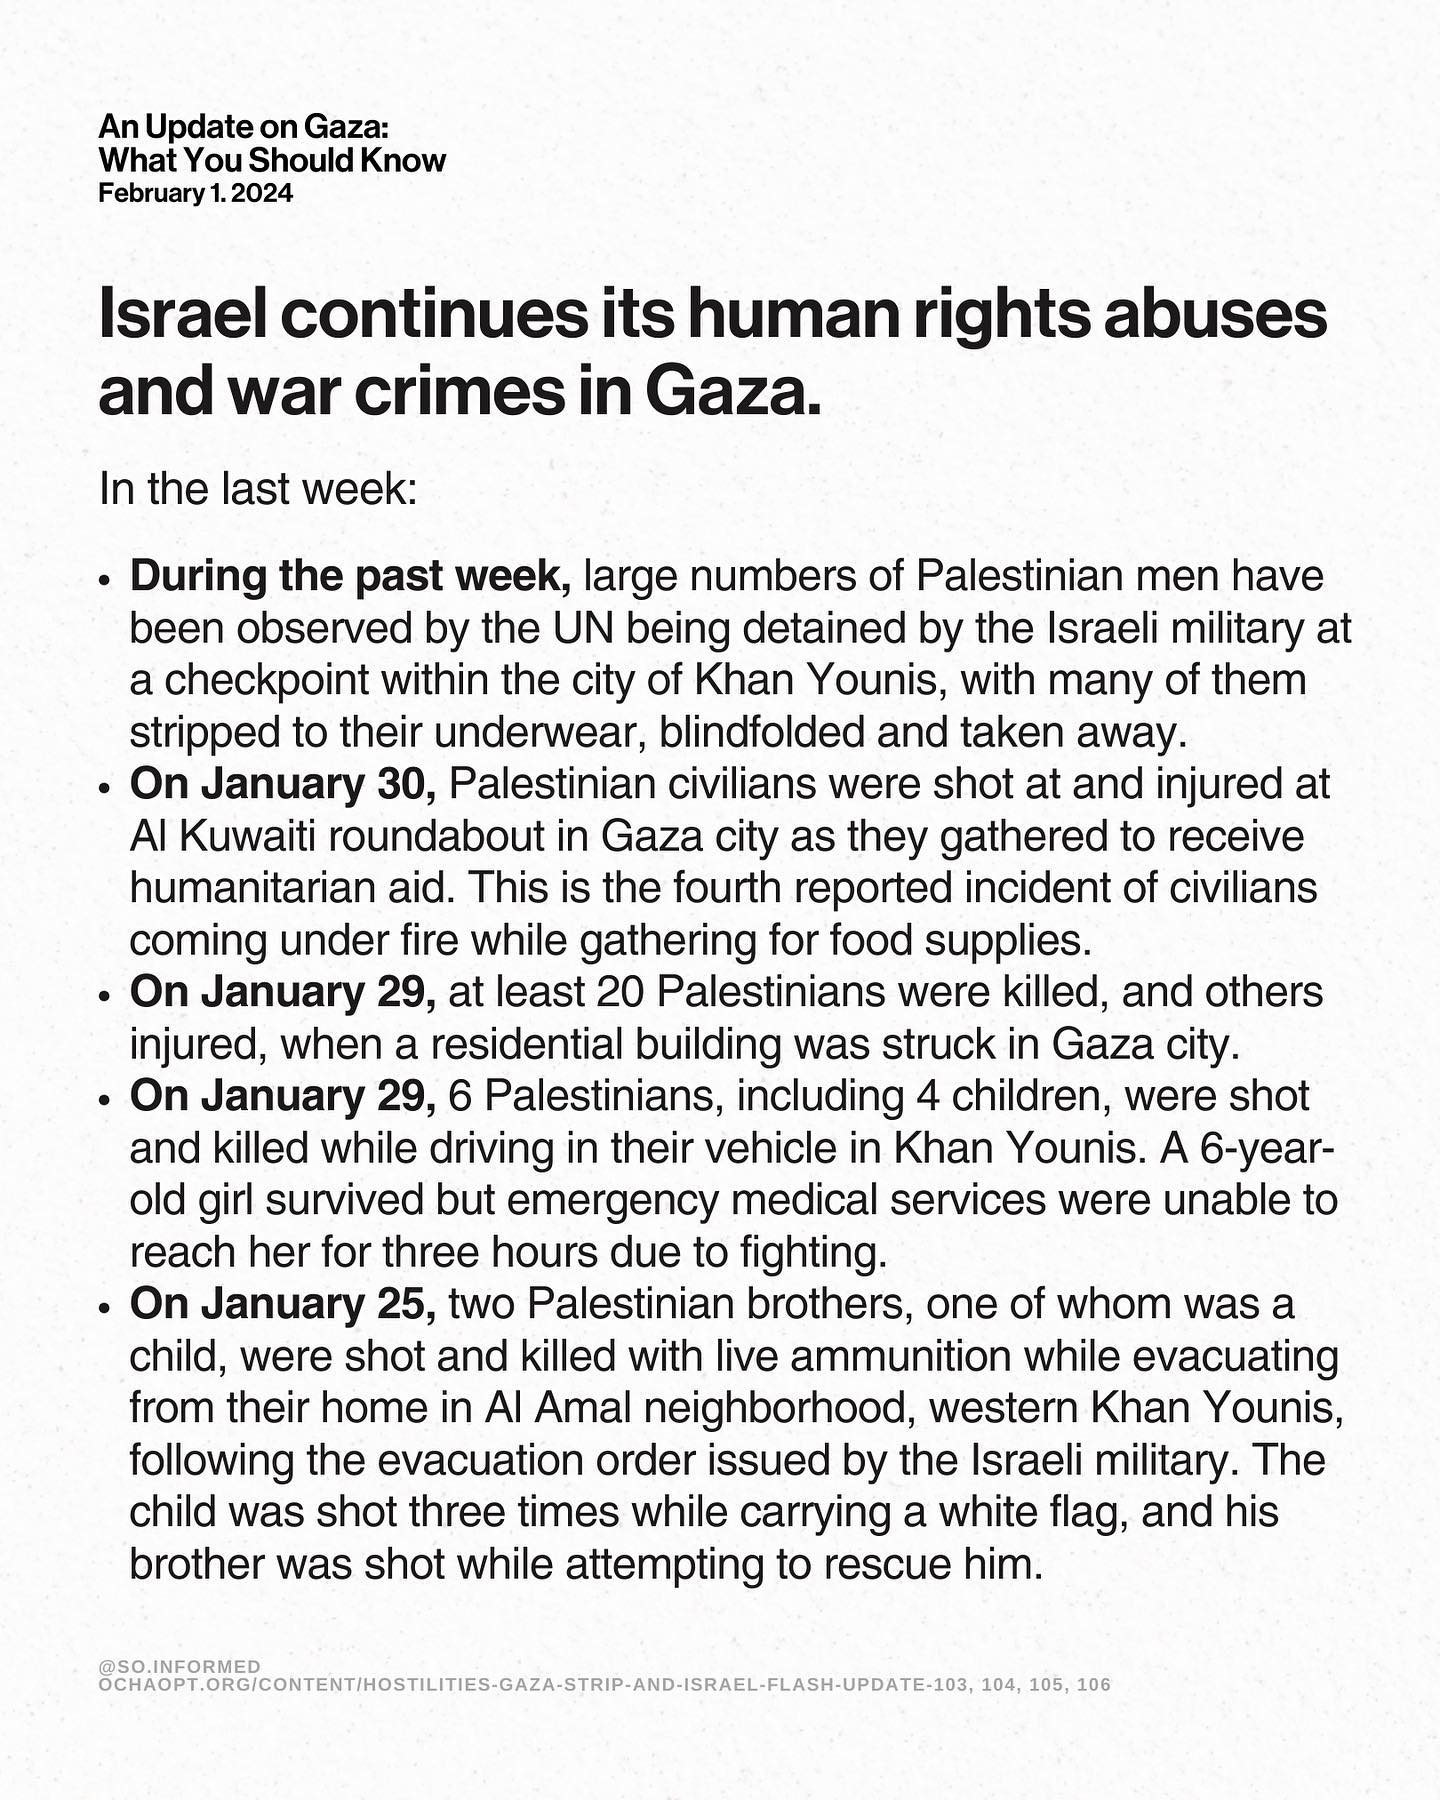 An Update on Gaza:
What You Should Know
February 1. 2024
Israel continues its human rights abuses
and war crimes in Gaza.
In the last week:
• During the past week, large numbers of Palestinian men have
been observed by the UN being detained by the Israeli military at
a checkpoint within the city of Khan Younis, with many of them
stripped to their underwear, blindfolded and taken away.
• On January 30, Palestinian civilians were shot at and injured at
Al Kuwaiti roundabout in Gaza city as they gathered to receive
humanitarian aid. This is the fourth reported incident of civilians
coming under fire while gathering for food supplies.
• On January 29, at least 20 Palestinians were killed, and others
injured, when a residential building was struck in Gaza city.
• On January 29, 6 Palestinians, including 4 children, were shot
and killed while driving in their vehicle in Khan Younis. A 6-year-
old girl survived but emergency medical services were unable to
reach her for three hours due to fighting.
• On January 25, two Palestinian brothers, one of whom was a
child, were shot and killed with live ammunition while evacuating
from their home in Al Amal neighborhood, western Khan Younis,
following the evacuation order issued by the Israeli military. The
child was shot three times while carrying a white flag, and his
brother was shot while attempting to rescue him.
@SO.INFORMED
OCHAOPT.ORG/CONTENT/HOSTILITIES-GAZA-STRIP-AND-ISRAEL-FLASH-UPDATE-103, 104, 105, 106